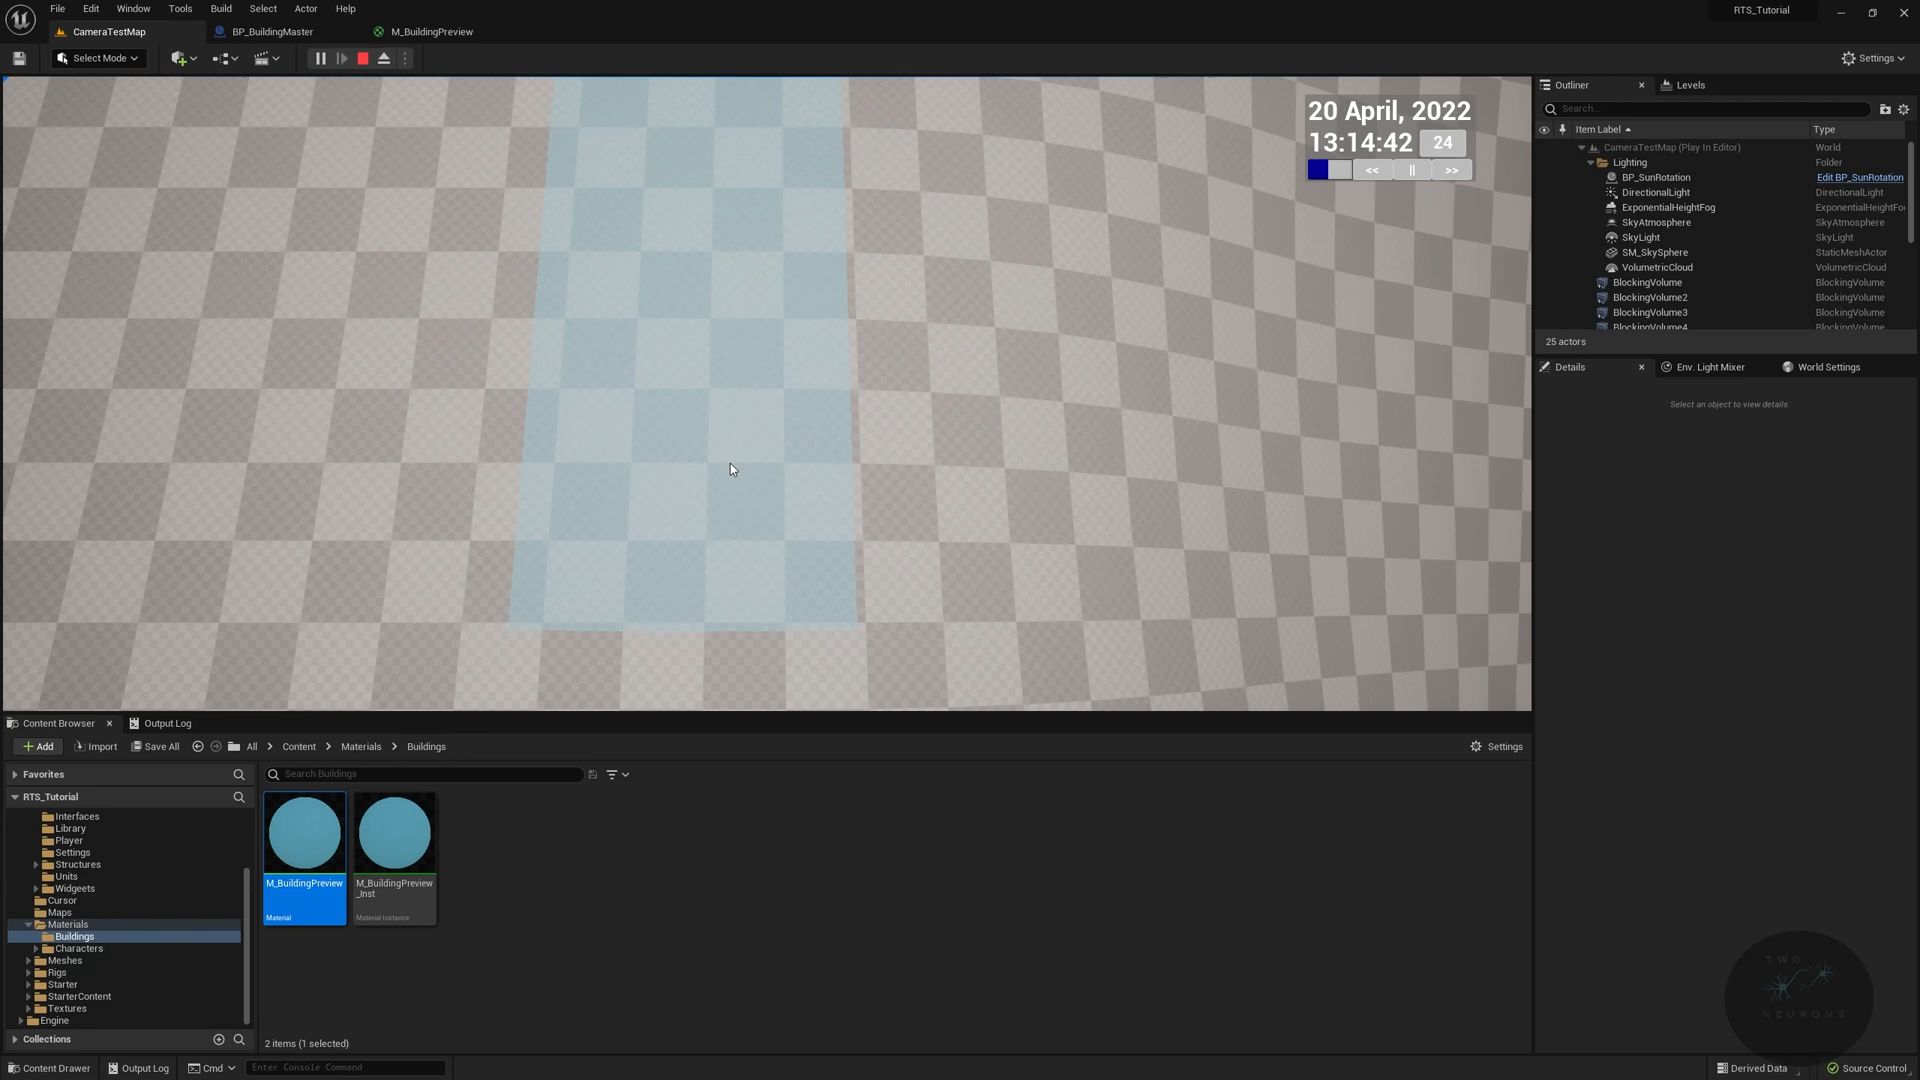 File Edit Window Tools Build Select Actor Help
RTS_Tutorial
CameraTestMap
BP_BuildingMaster
M_BuildingPreview
Select Mode
Settings
20 April, 2022
13:14:42 24
<< || >>
Outliner
Levels
Search...
Item Label Type
CameraTestMap (Play In Editor) World
Lighting Folder
BP_SunRotation Edit BP_SunRotation
DirectionalLight DirectionalLight
ExponentialHeightFog ExponentialHeightFo
SkyAtmosphere SkyAtmosphere
SkyLight SkyLight
SM_SkySphere StaticMeshActor
VolumetricCloud VolumetricCloud
BlockingVolume BlockingVolume
BlockingVolume2 BlockingVolume
BlockingVolume3 BlockingVolume
BlockingVolume4 BlockingVolume
25 actors
Details
Env. Light Mixer
World Settings
Select an object to view details.
Content Browser
Output Log
Add Import Save All All > Content > Materials > Buildings
Settings
Favorites
Search Buildings
RTS_Tutorial
Interfaces
Library
Player
Settings
Structures
Units
Widgets
Cursor
Maps
Materials
Buildings
Characters
Meshes
Rigs
Starter
StarterContent
Textures
Engine
Collections
M_BuildingPreview
Material
M_BuildingPreview
_Inst
Material Instance
2 items (1 selected)
TWO
NEURONS
Content Drawer
Output Log
Cmd
Enter Console Command
Derived Data
Source Control